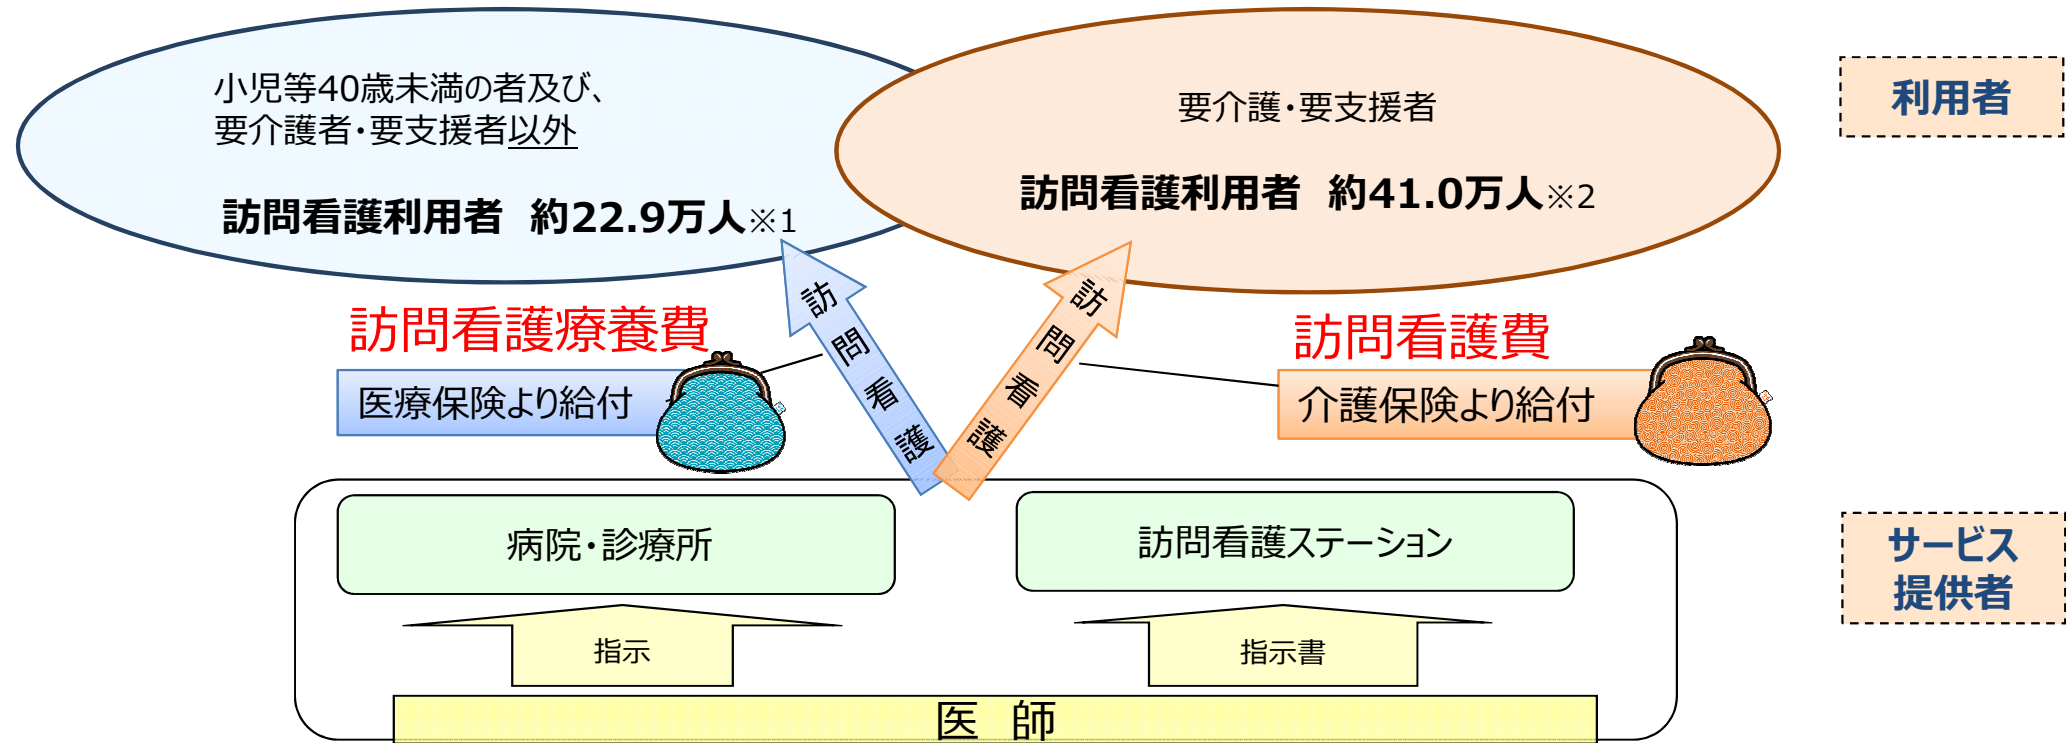 小児等40歳未満の者及び、
要介護者・要支援者以外
訪問看護利用者 約22.9万人※1
要介護・要支援者
訪問看護利用者 約41.0万人※2
利用者
訪問看護療養費
医療保険より給付
訪問看護
訪問看護
訪問看護費
介護保険より給付
病院・診療所
訪問看護ステーション
サービス
提供者
指示
指示書
医 師